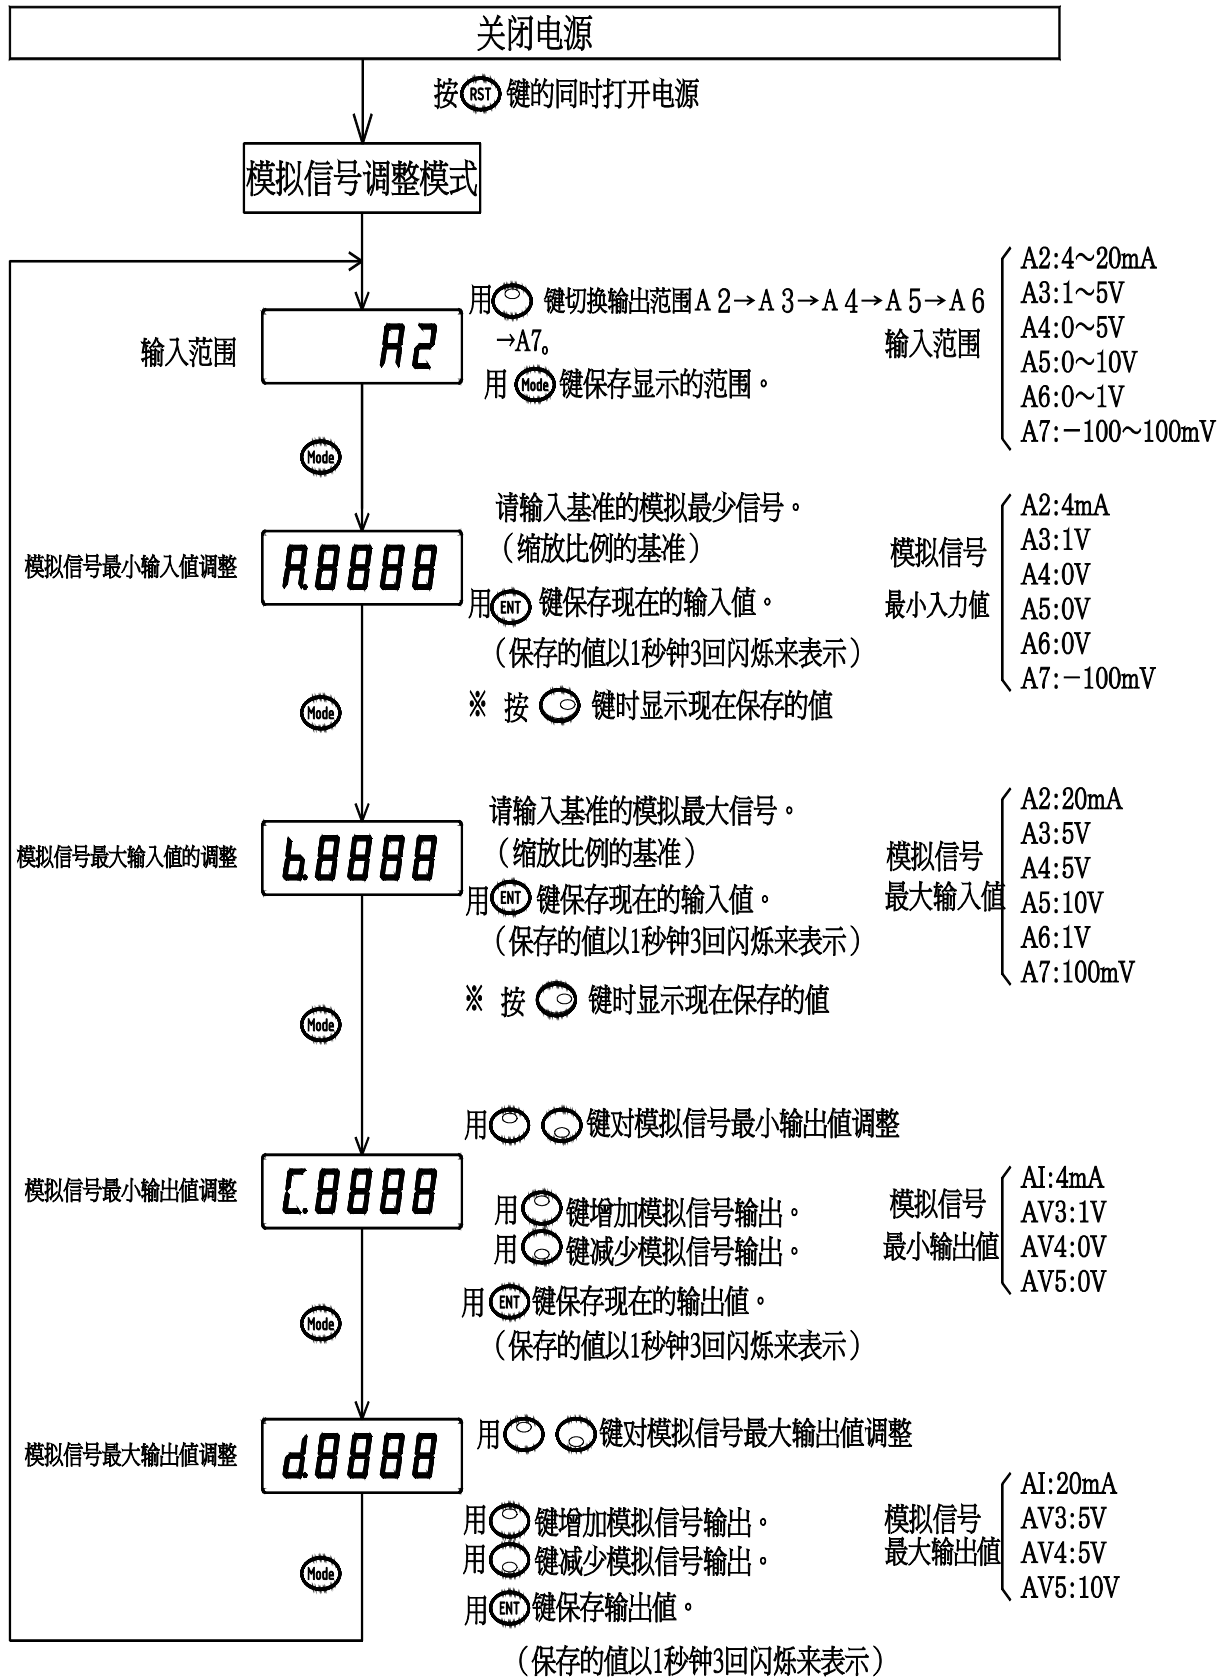 关闭电源
按 RST 键的同时打开电源
模拟信号调整模式
输入范围
A2
用 键切换输出范围A2→A3→A4→A5→A6
→A7。
用 Mode 键保存显示的范围。
输入范围
A2:4～20mA
A3:1～5V
A4:0～5V
A5:0～10V
A6:0～1V
A7:－100～100mV
Mode
模拟信号最小输入值调整
A.8888
请输入基准的模拟最少信号。
（缩放比例的基准）
用 ENT 键保存现在的输入值。
（保存的值以1秒钟3回闪烁来表示）
※ 按 键时显示现在保存的值
模拟信号
最小入力值
A2:4mA
A3:1V
A4:0V
A5:0V
A6:0V
A7:－100mV
Mode
模拟信号最大输入值的调整
b.8888
请输入基准的模拟最大信号。
（缩放比例的基准）
用 ENT 键保存现在的输入值。
（保存的值以1秒钟3回闪烁来表示）
※ 按 键时显示现在保存的值
模拟信号
最大输入值
A2:20mA
A3:5V
A4:5V
A5:10V
A6:1V
A7:100mV
Mode
模拟信号最小输出值调整
C.8888
用 键对模拟信号最小输出值调整
用 键增加模拟信号输出。
用 键减少模拟信号输出。
用 ENT 键保存现在的输出值。
（保存的值以1秒钟3回闪烁来表示）
模拟信号
最小输出值
AI:4mA
AV3:1V
AV4:0V
AV5:0V
Mode
模拟信号最大输出值调整
d.8888
用 键对模拟信号最大输出值调整
用 键增加模拟信号输出。
用 键减少模拟信号输出。
用 ENT 键保存输出值。
（保存的值以1秒钟3回闪烁来表示）
模拟信号
最大输出值
AI:20mA
AV3:5V
AV4:5V
AV5:10V
Mode